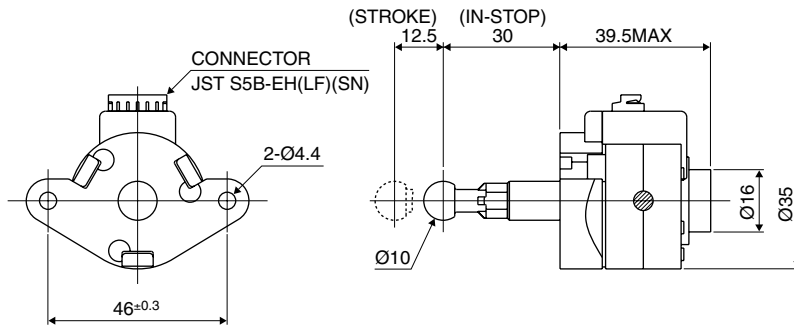 (STROKE) (IN-STOP)
12.5 30 39.5MAX
CONNECTOR
JST S5B-EH(LF)(SN)
2-Ø4.4
Ø16
Ø35
Ø10
46±0.3